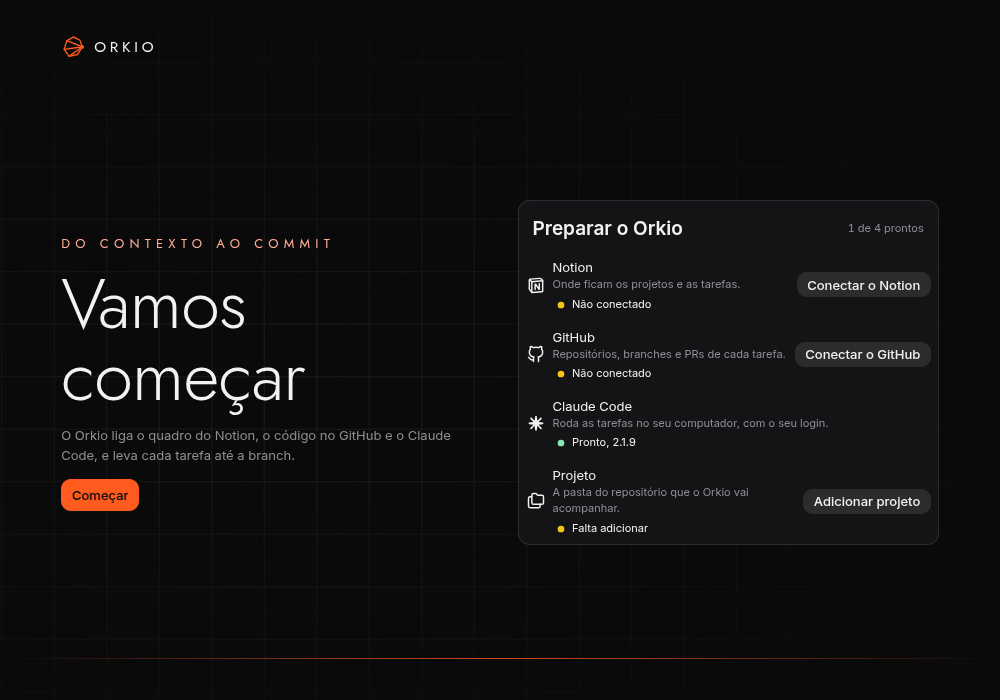 ORKIO
DO CONTEXTO AO COMMIT
Vamos
começar
O Orkio liga o quadro do Notion, o código no GitHub e o Claude
Code, e leva cada tarefa até a branch.
Começar
Preparar o Orkio
1 de 4 prontos
Notion
Onde ficam os projetos e as tarefas.
Não conectado
Conectar o Notion
GitHub
Repositórios, branches e PRs de cada tarefa.
Não conectado
Conectar o GitHub
Claude Code
Roda as tarefas no seu computador, com o seu login.
Pronto, 2.1.9
Projeto
A pasta do repositório que o Orkio vai
acompanhar.
Falta adicionar
Adicionar projeto